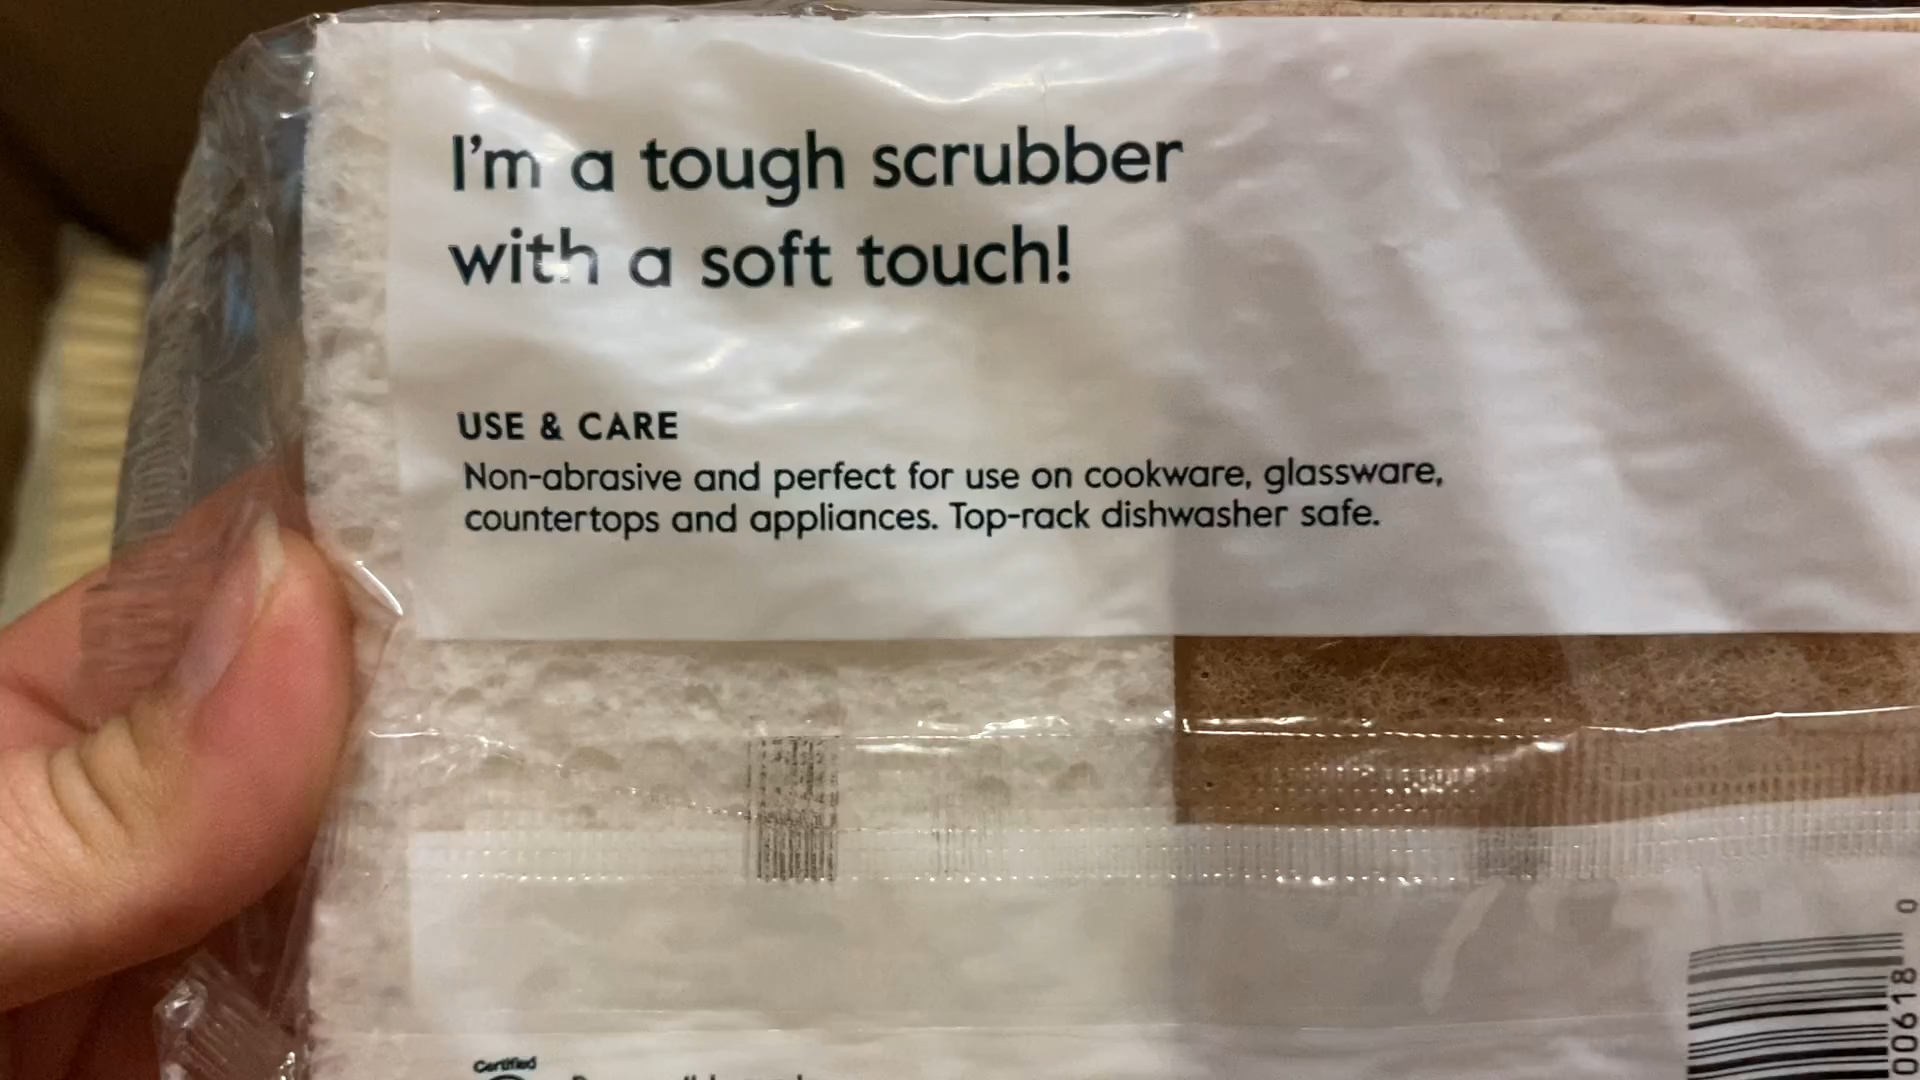 I'm a tough scrubber
with a soft touch!
USE & CARE
Non-abrasive and perfect for use on cookware, glassware,
countertops and appliances. Top-rack dishwasher safe.
00618 0
Certified